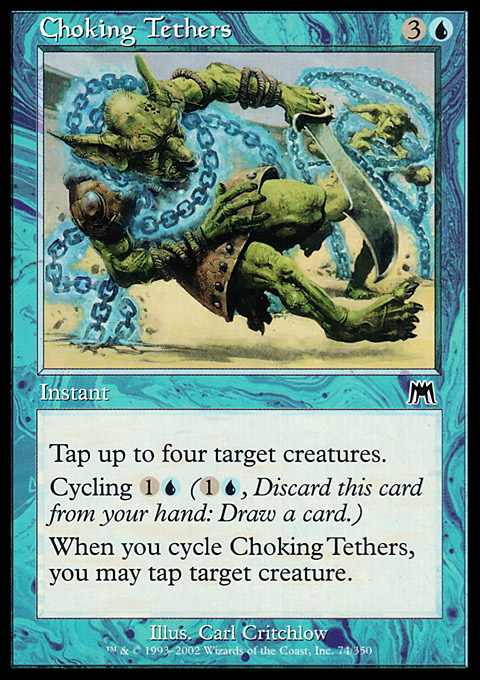 Choking Tethers 3
Instant
Tap up to four target creatures.
Cycling 1 (1, Discard this card
from your hand: Draw a card.)
When you cycle Choking Tethers,
you may tap target creature.
Illus. Carl Critchlow
™ & © 1993-2002 Wizards of the Coast, Inc. 74/350